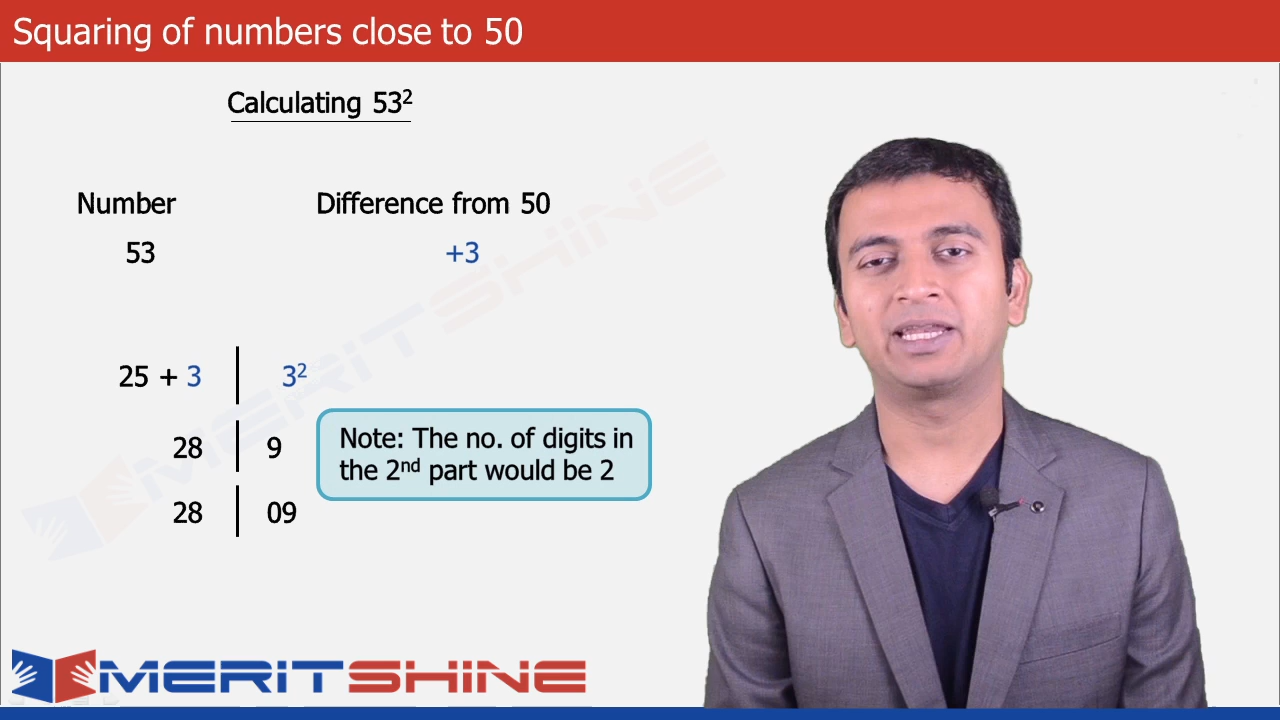 Squaring of numbers close to 50
Calculating 53²
Number Difference from 50
53 +3
25 + 3 | 3²
28 | 9
Note: The no. of digits in
the 2nd part would be 2
28 | 09
MERITSHINE
MERITSHINE